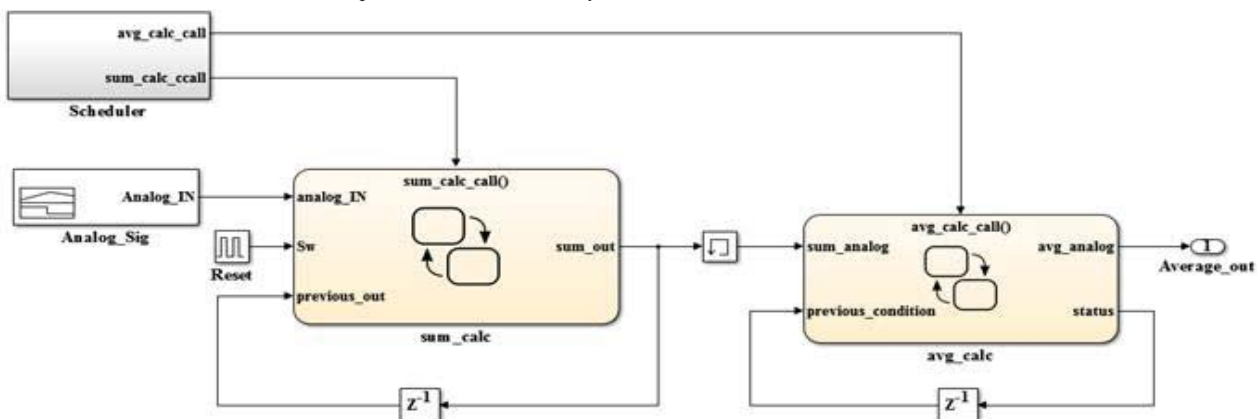 avg_calc_call
sum_calc_ccall
Scheduler
sum_calc_call()
Analog_IN
analog_IN
Analog_Sig
Sw
sum_out
Reset
previous_out
sum_calc
avg_calc_call()
sum_analog
avg_analog
1
Average_out
previous_condition
status
avg_calc
Z-1
Z-1